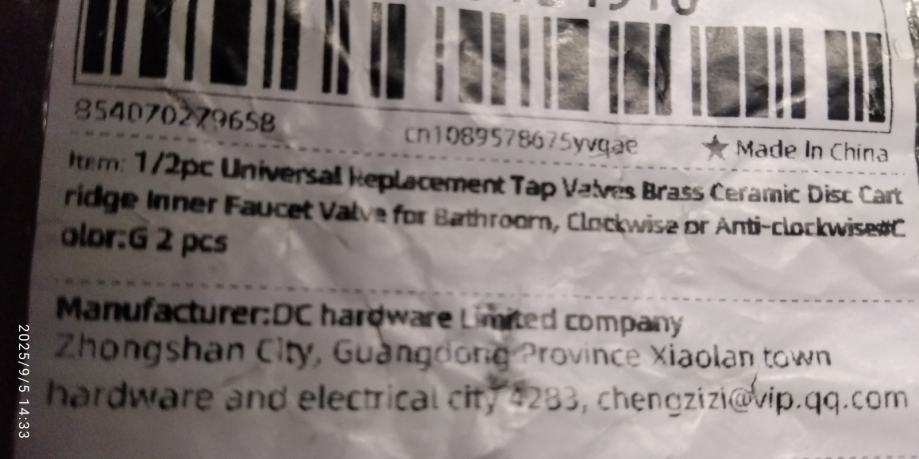 854070279658
cn1089578675yvqae ★ Made In China
Item: 1/2pc Universal Replacement Tap Valves Brass Ceramic Disc Cart
ridge Inner Faucet Valve for Bathroom, Clockwise or Anti-clockwise#C
olor:G 2 pcs
Manufacturer:DC hardware Limited company
Zhongshan City, Guangdong Province Xiaolan town
hardware and electrical city 4283, chengzizi@vip.qq.com
2025/9/5 14:33